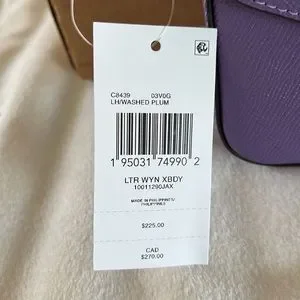 C8439 03V0G
LH/WASHED PLUM
1 95031 74990 2
LTR WYN XBDY
10011290JAX
MADE IN PHILIPPINES/
PHILIPPINES
$225.00
CAD
$270.00